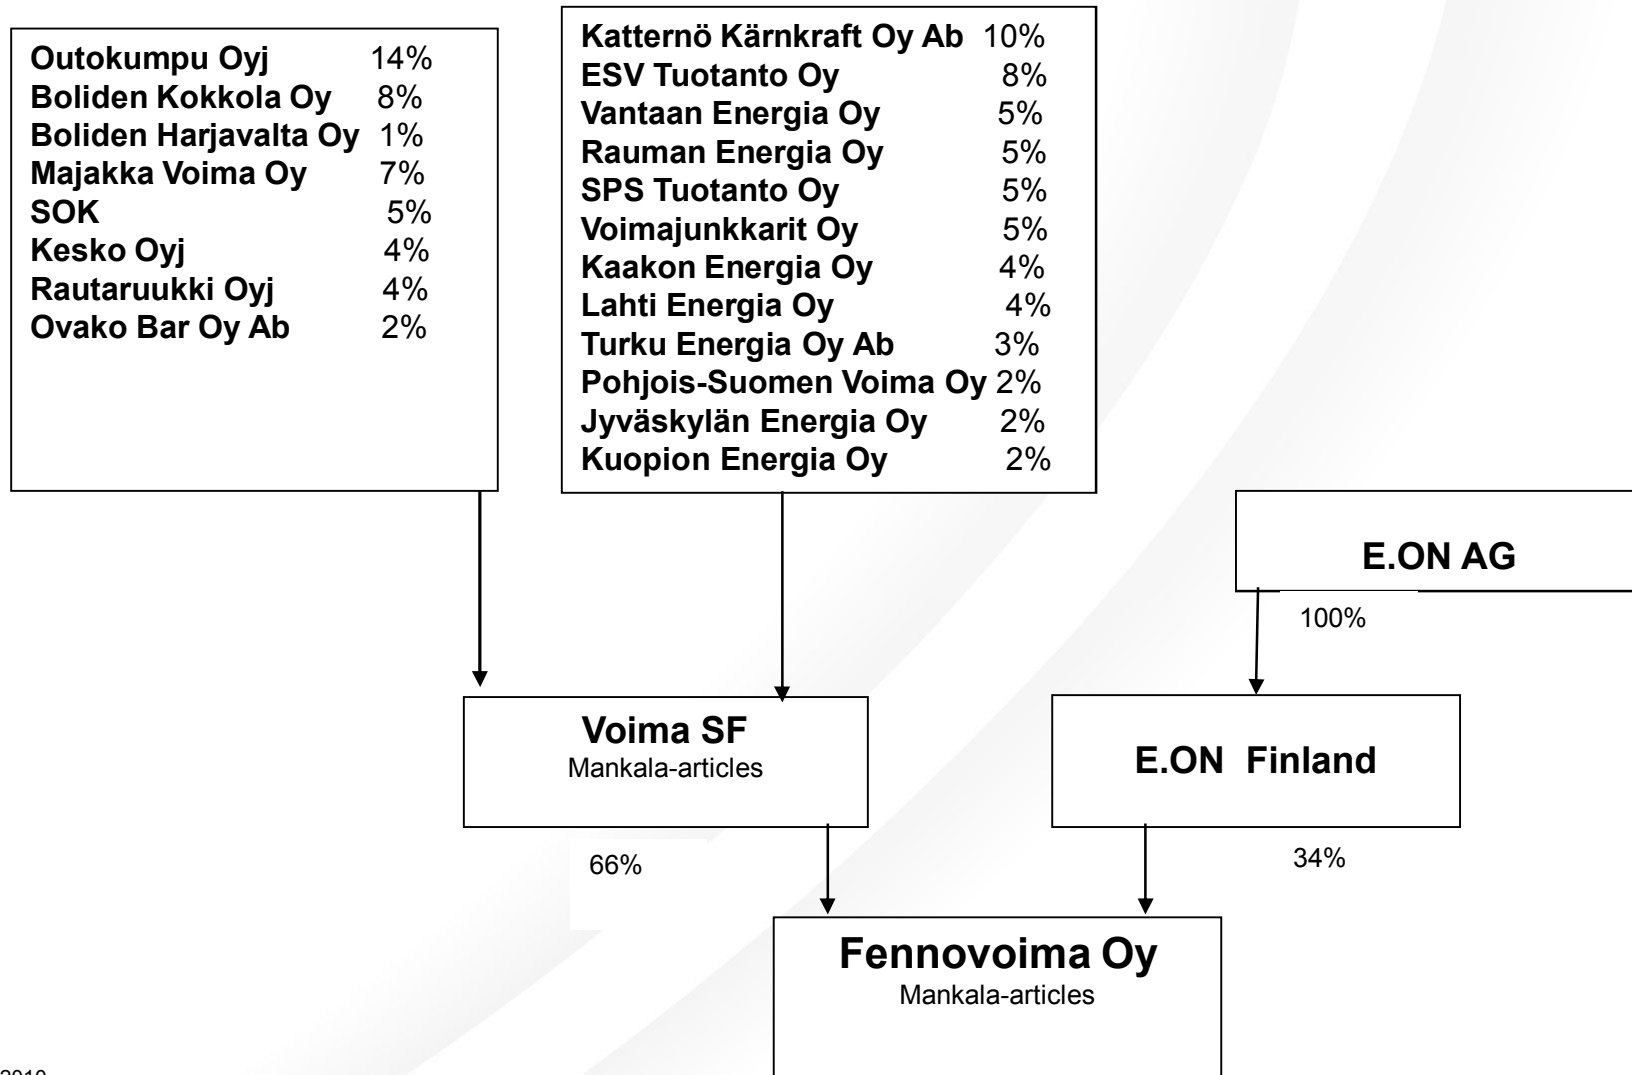 Outokumpu Oyj 14%
Boliden Kokkola Oy 8%
Boliden Harjavalta Oy 1%
Majakka Voima Oy 7%
SOK 5%
Kesko Oyj 4%
Rautaruukki Oyj 4%
Ovako Bar Oy Ab 2%
Katternö Kärnkraft Oy Ab 10%
ESV Tuotanto Oy 8%
Vantaan Energia Oy 5%
Rauman Energia Oy 5%
SPS Tuotanto Oy 5%
Voimajunkkarit Oy 5%
Kaakon Energia Oy 4%
Lahti Energia Oy 4%
Turku Energia Oy Ab 3%
Pohjois-Suomen Voima Oy 2%
Jyväskylän Energia Oy 2%
Kuopion Energia Oy 2%
E.ON AG
100%
Voima SF
Mankala-articles
E.ON Finland
66%
34%
Fennovoima Oy
Mankala-articles